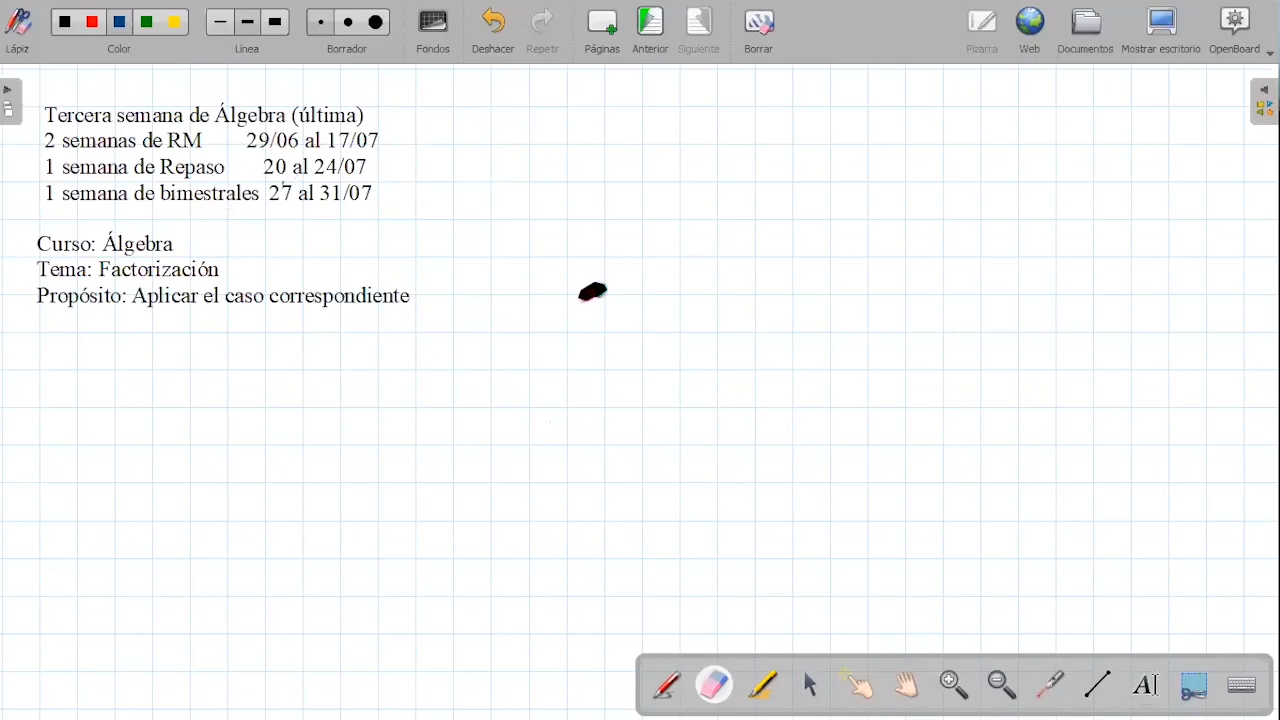 Lápiz
Color
Línea
Borrador
Fondos
Deshacer
Repetir
Páginas
Anterior
Siguiente
Borrar
Pizarra
Web
Documentos
Mostrar escritorio
OpenBoard
Tercera semana de Álgebra (última)
2 semanas de RM 29/06 al 17/07
1 semana de Repaso 20 al 24/07
1 semana de bimestrales 27 al 31/07
Curso: Álgebra
Tema: Factorización
Propósito: Aplicar el caso correspondiente